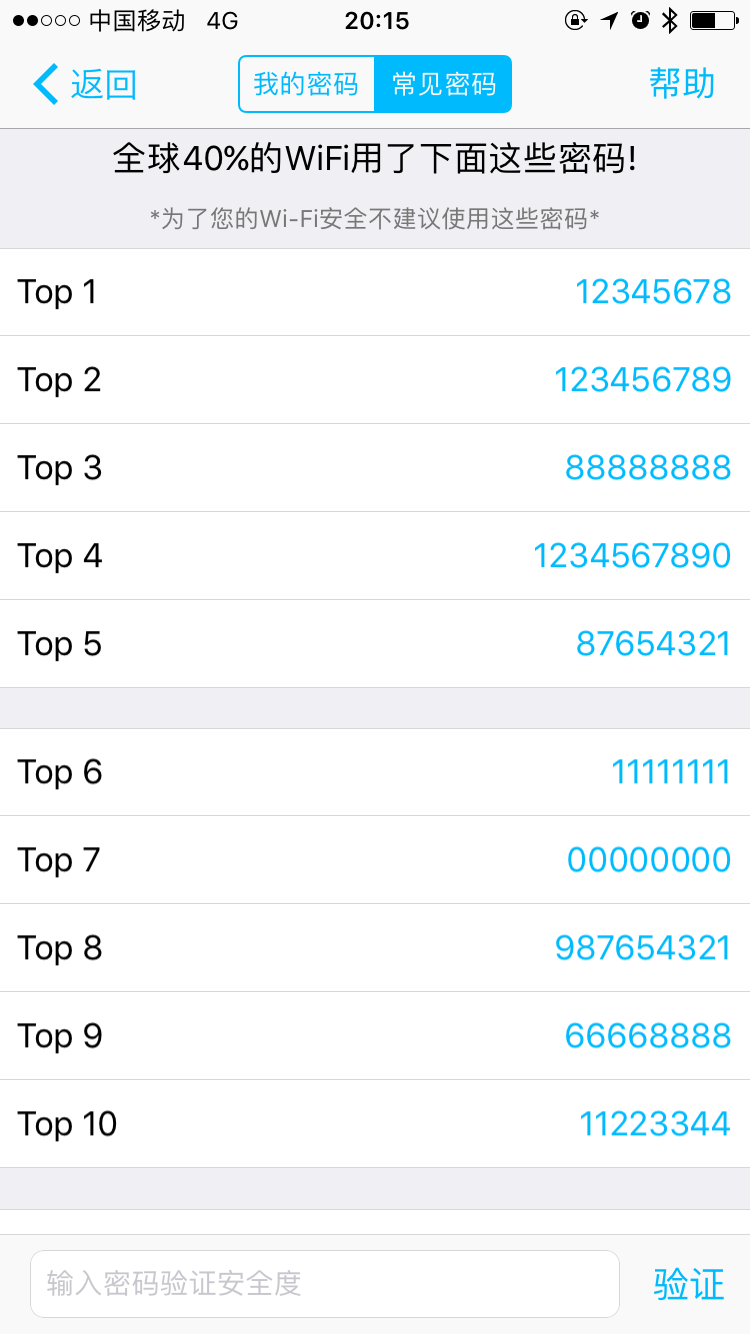 中国移动 4G 20:15
返回 我的密码 常见密码 帮助
全球40%的WiFi用了下面这些密码!
*为了您的Wi-Fi安全不建议使用这些密码*
Top 1 12345678
Top 2 123456789
Top 3 88888888
Top 4 1234567890
Top 5 87654321
Top 6 11111111
Top 7 00000000
Top 8 987654321
Top 9 66668888
Top 10 11223344
输入密码验证安全度 验证